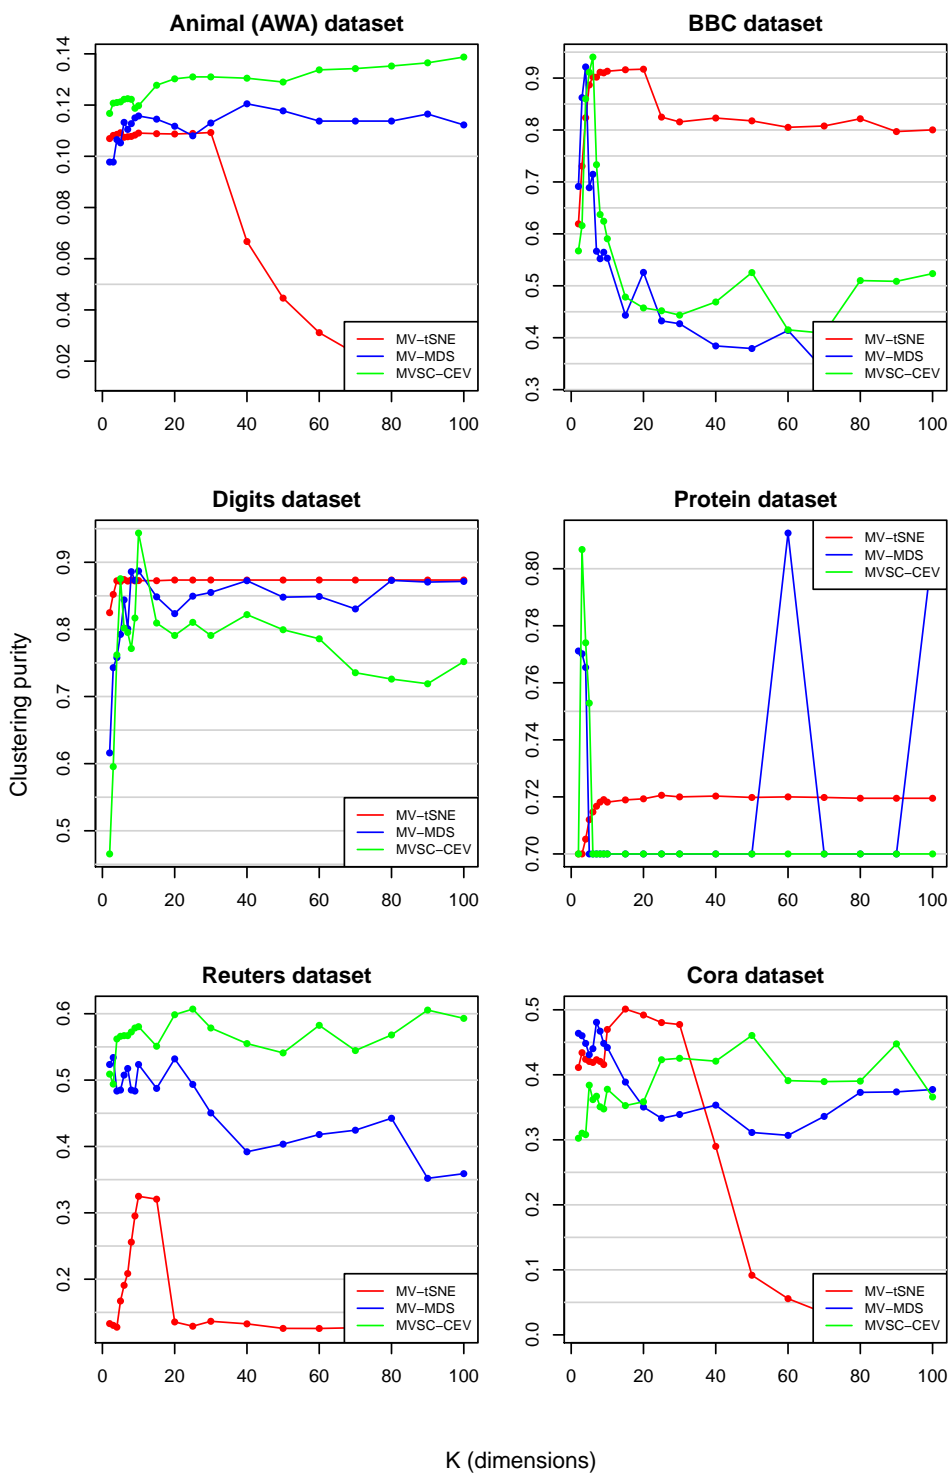 Animal (AWA) dataset
0.14
0.12
0.10
0.08
0.06
0.04
0.02
MV−tSNE
MV−MDS
MVSC−CEV
0 20 40 60 80 100
BBC dataset
0.9
0.8
0.7
0.6
0.5
0.4
0.3
MV−tSNE
MV−MDS
MVSC−CEV
0 20 40 60 80 100
Digits dataset
0.9
0.8
0.7
0.6
0.5
MV−tSNE
MV−MDS
MVSC−CEV
0 20 40 60 80 100
Protein dataset
0.80
0.78
0.76
0.74
0.72
0.70
MV−tSNE
MV−MDS
MVSC−CEV
0 20 40 60 80 100
Clustering purity
Reuters dataset
0.6
0.5
0.4
0.3
0.2
MV−tSNE
MV−MDS
MVSC−CEV
0 20 40 60 80 100
Cora dataset
0.5
0.4
0.3
0.2
0.1
0.0
MV−tSNE
MV−MDS
MVSC−CEV
0 20 40 60 80 100
K (dimensions)